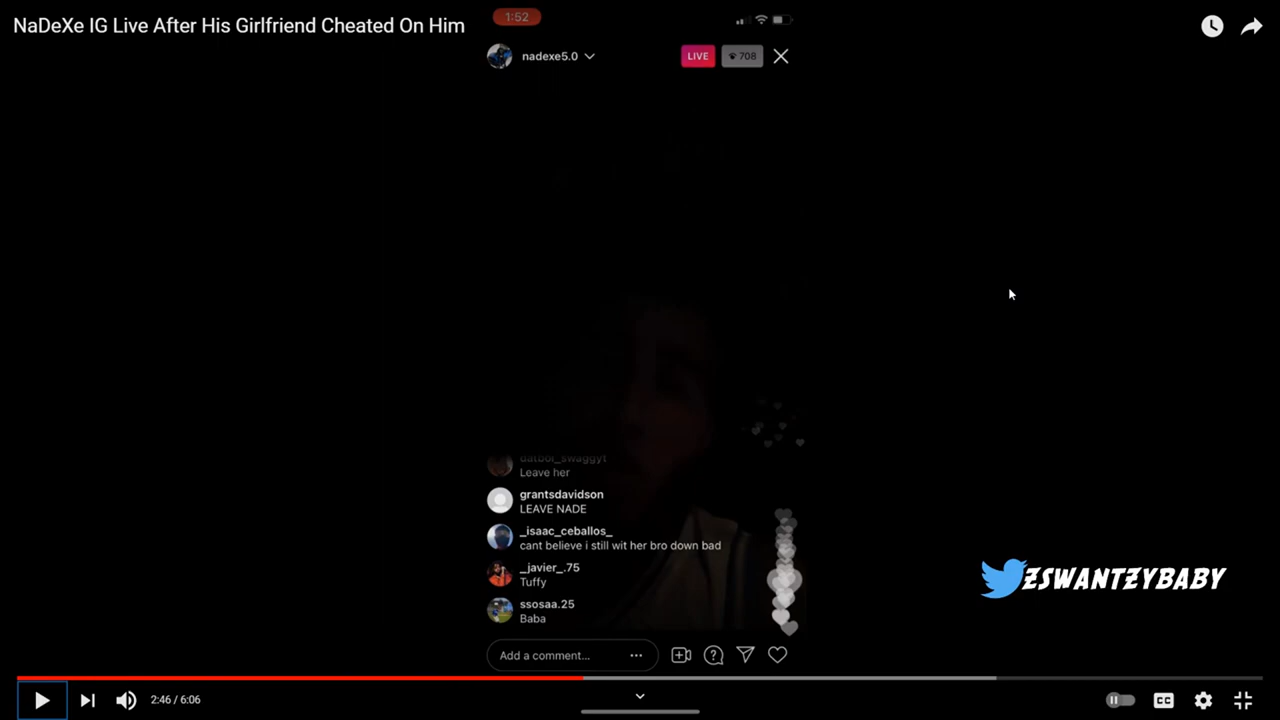 NaDeXe IG Live After His Girlfriend Cheated On Him
1:52
nadexe5.0
LIVE
708
catboi_swaggyt
Leave her
grantsdavidson
LEAVE NADE
_isaac_ceballos_
cant believe i still wit her bro down bad
_javier_.75
Tuffy
ssosaa.25
Baba
ZSWANTZYBABY
Add a comment...
2:46 / 6:06
CC